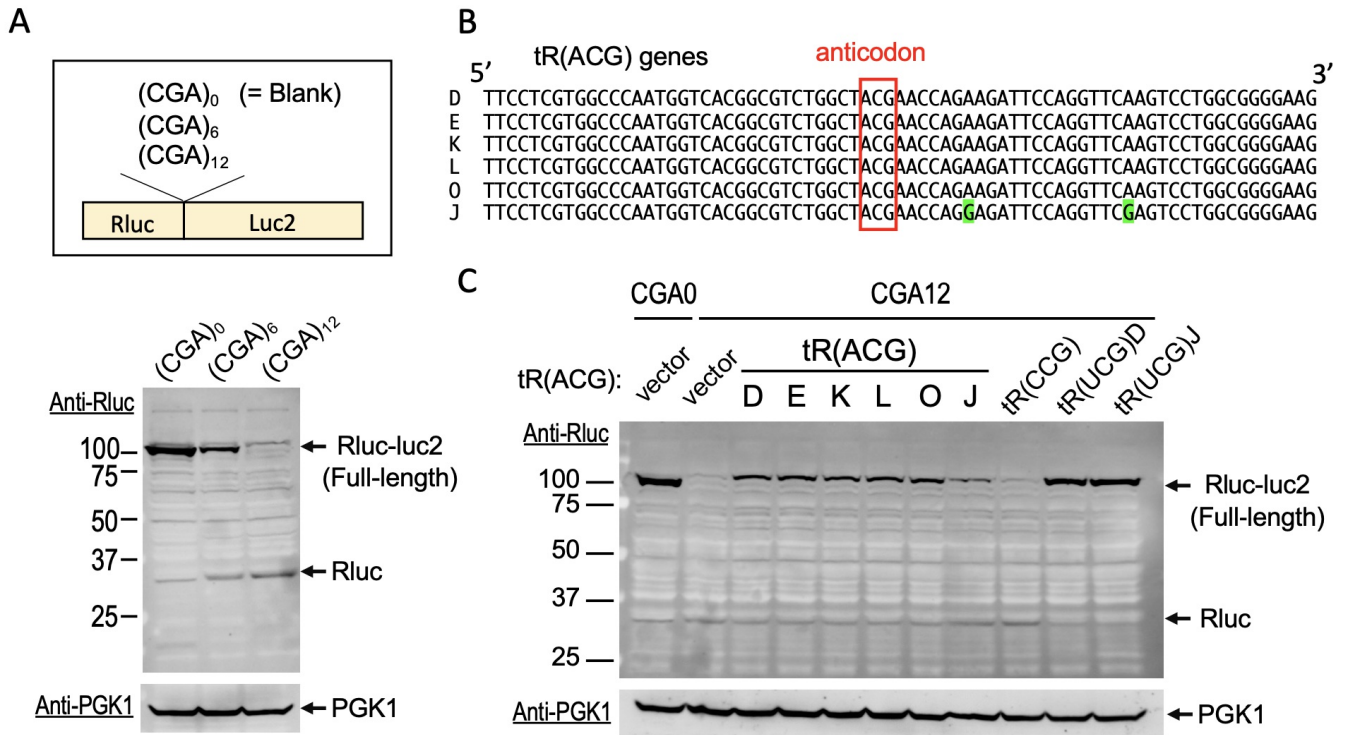 A
(CGA)₀ (= Blank)
(CGA)₆
(CGA)₁₂
Rluc
Luc2
(CGA)₀
(CGA)₆
(CGA)₁₂
Anti-Rluc
100
75
50
37
25
Rluc-luc2
(Full-length)
Rluc
Anti-PGK1
PGK1
B
tR(ACG) genes
anticodon
5’
3’
D TTCCTCGTGGCCCAATGGTCACGGCGTCTGGCTACGAACCAGAAGATTCCAGGTTCAAGTCCTGGCGGGGAAG
E TTCCTCGTGGCCCAATGGTCACGGCGTCTGGCTACGAACCAGAAGATTCCAGGTTCAAGTCCTGGCGGGGAAG
K TTCCTCGTGGCCCAATGGTCACGGCGTCTGGCTACGAACCAGAAGATTCCAGGTTCAAGTCCTGGCGGGGAAG
L TTCCTCGTGGCCCAATGGTCACGGCGTCTGGCTACGAACCAGAAGATTCCAGGTTCAAGTCCTGGCGGGGAAG
O TTCCTCGTGGCCCAATGGTCACGGCGTCTGGCTACGAACCAGAAGATTCCAGGTTCAAGTCCTGGCGGGGAAG
J TTCCTCGTGGCCCAATGGTCACGGCGTCTGGCTACGAACCAGGAGATTCCAGGTTCGAGTCCTGGCGGGGAAG
C
CGA0
CGA12
tR(ACG)
tR(ACG):
vector
vector
D E K L O J
tR(CCG)
tR(UCG)D
tR(UCG)J
Anti-Rluc
100
75
50
37
25
Rluc-luc2
(Full-length)
Rluc
Anti-PGK1
PGK1